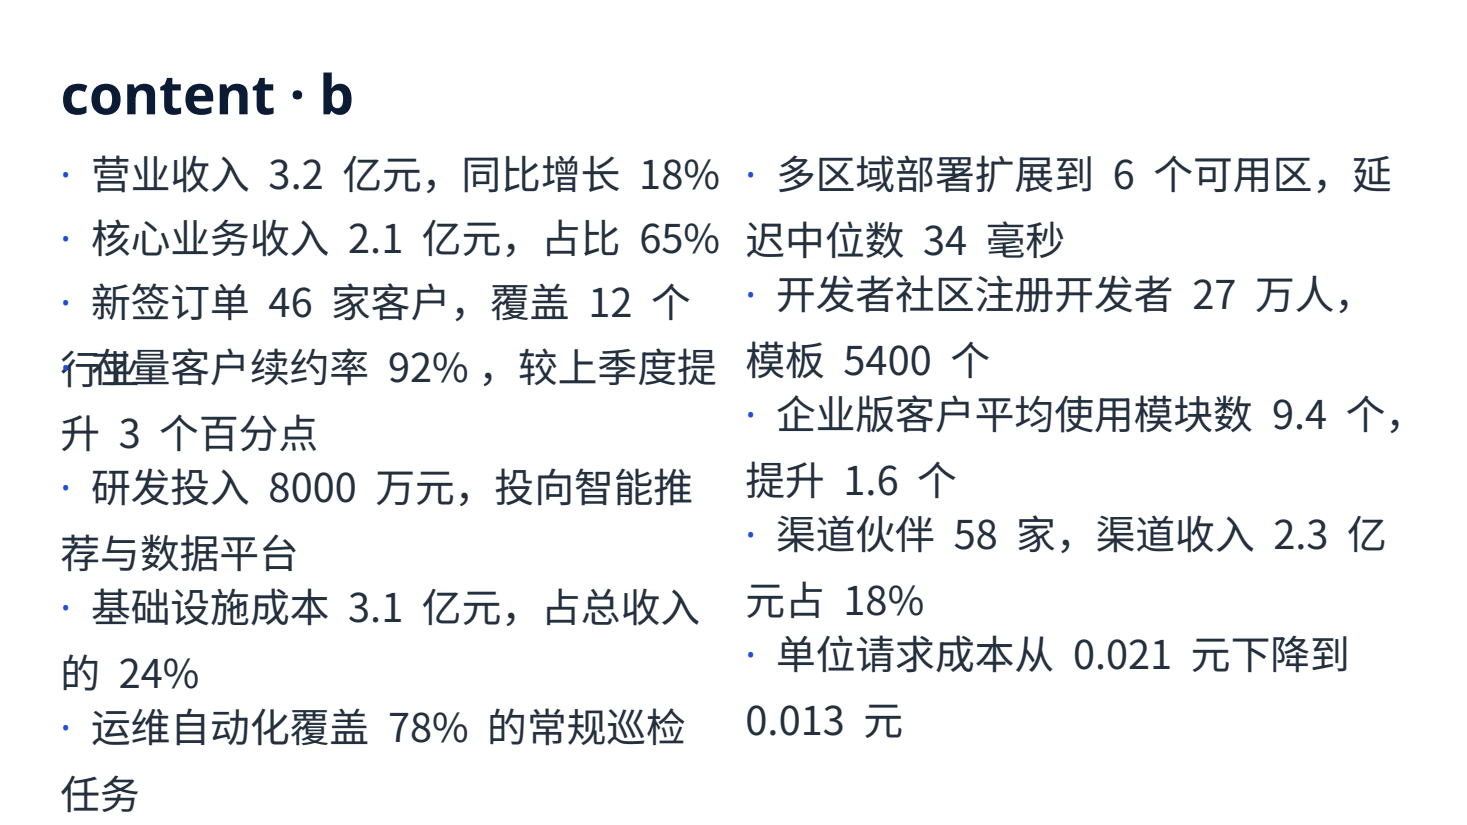 content · b
· 营业收入 3.2 亿元，同比增长 18%
· 核心业务收入 2.1 亿元，占比 65%
· 新签订单 46 家客户，覆盖 12 个
行业
· 存量客户续约率 92%，较上季度提
升 3 个百分点
· 研发投入 8000 万元，投向智能推
荐与数据平台
· 基础设施成本 3.1 亿元，占总收入
的 24%
· 运维自动化覆盖 78% 的常规巡检
任务
· 多区域部署扩展到 6 个可用区，延
迟中位数 34 毫秒
· 开发者社区注册开发者 27 万人，
模板 5400 个
· 企业版客户平均使用模块数 9.4 个，
提升 1.6 个
· 渠道伙伴 58 家，渠道收入 2.3 亿
元占 18%
· 单位请求成本从 0.021 元下降到
0.013 元